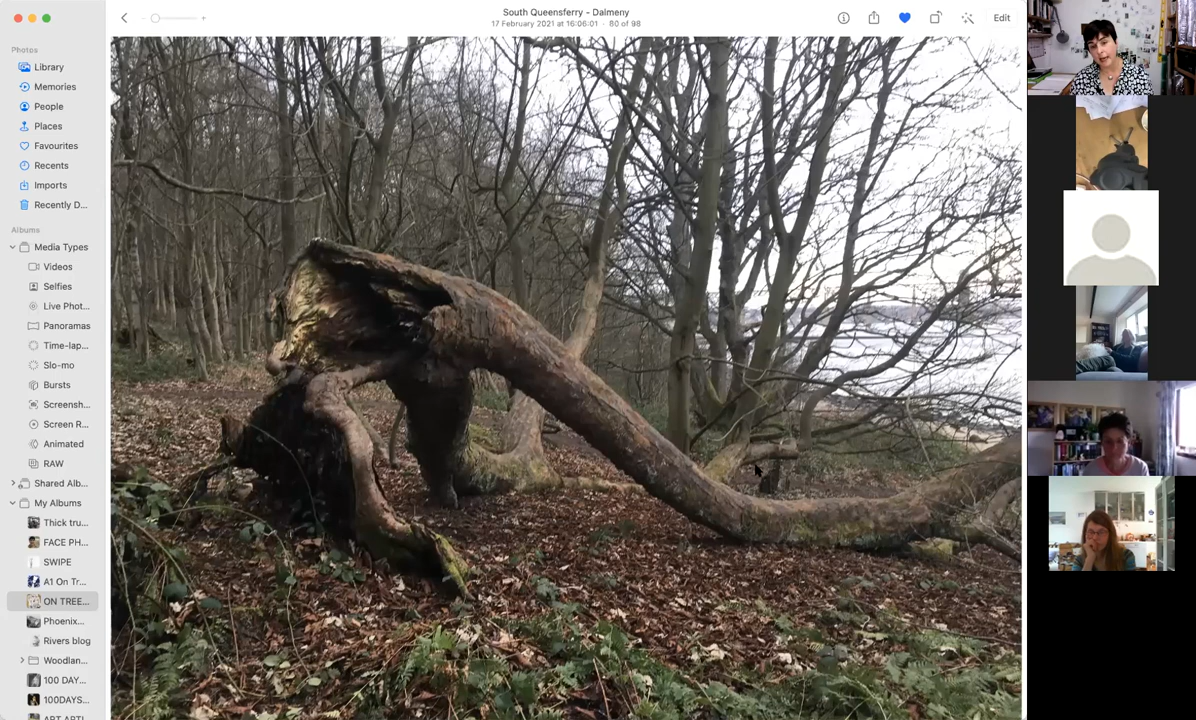 South Queensferry - Dalmeny
17 February 2021 at 16:06:01 · 80 of 98
Edit
Photos
Library
Memories
People
Places
Favourites
Recents
Imports
Recently D...
Albums
Media Types
Videos
Selfies
Live Phot...
Panoramas
Time-lap...
Slo-mo
Bursts
Screensh...
Screen R...
Animated
RAW
Shared Alb...
My Albums
Thick tru...
FACE PH...
SWIPE
A1 On Tr...
ON TREE...
Phoenix...
Rivers blog
Woodlan...
100 DAY...
100DAYS...